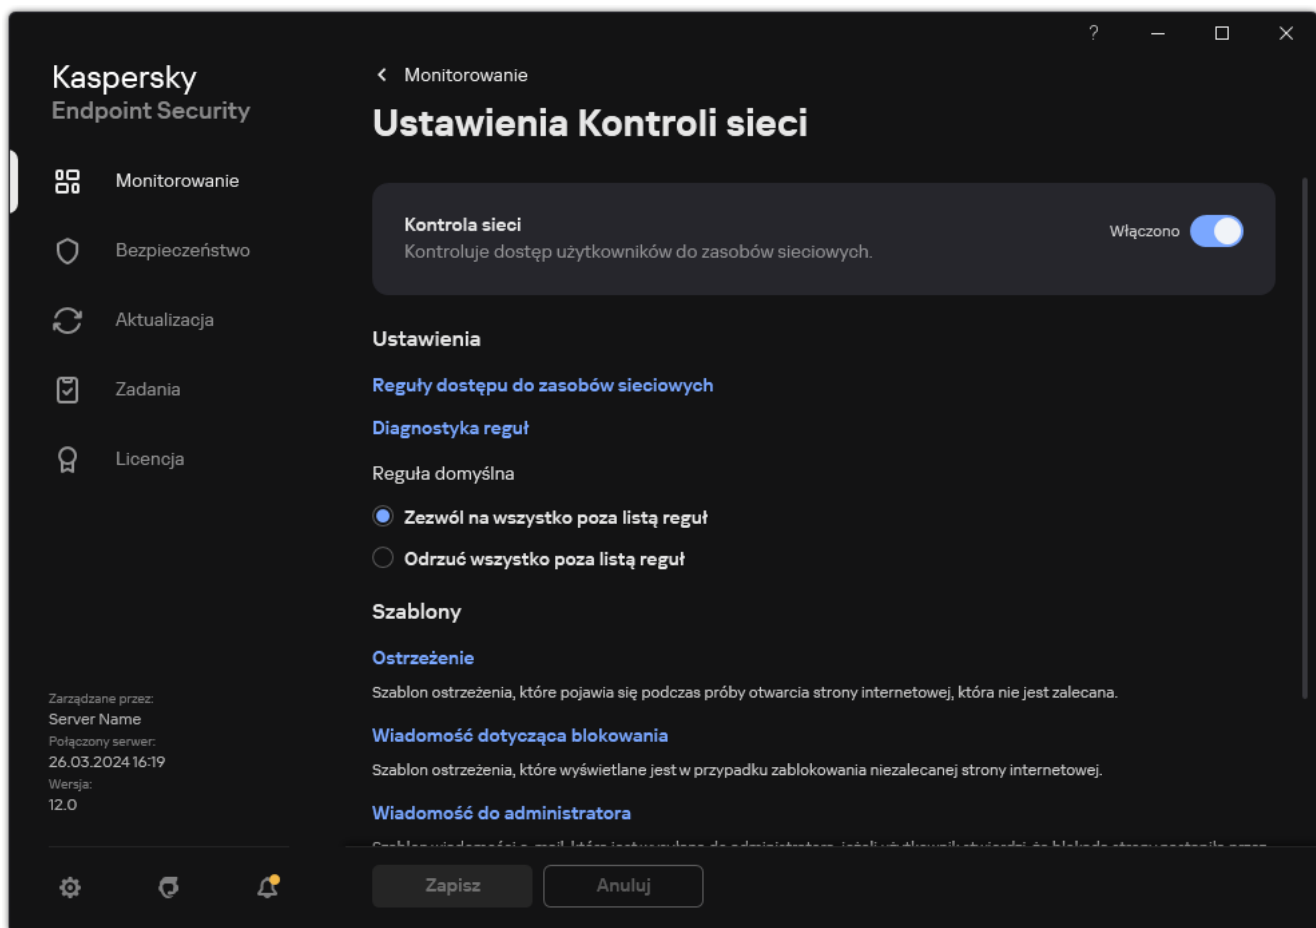 ?
Kaspersky
Endpoint Security
Monitorowanie
Bezpieczeństwo
Aktualizacja
Zadania
Licencja
Zarządzane przez:
Server Name
Połączony serwer:
26.03.2024 16:19
Wersja:
12.0
Monitorowanie
Ustawienia Kontroli sieci
Kontrola sieci
Kontroluje dostęp użytkowników do zasobów sieciowych.
Włączono
Ustawienia
Reguły dostępu do zasobów sieciowych
Diagnostyka reguł
Reguła domyślna
Zezwól na wszystko poza listą reguł
Odrzuć wszystko poza listą reguł
Szablony
Ostrzeżenie
Szablon ostrzeżenia, które pojawia się podczas próby otwarcia strony internetowej, która nie jest zalecana.
Wiadomość dotycząca blokowania
Szablon ostrzeżenia, które wyświetlane jest w przypadku zablokowania niezalecanej strony internetowej.
Wiadomość do administratora
Zapisz
Anuluj